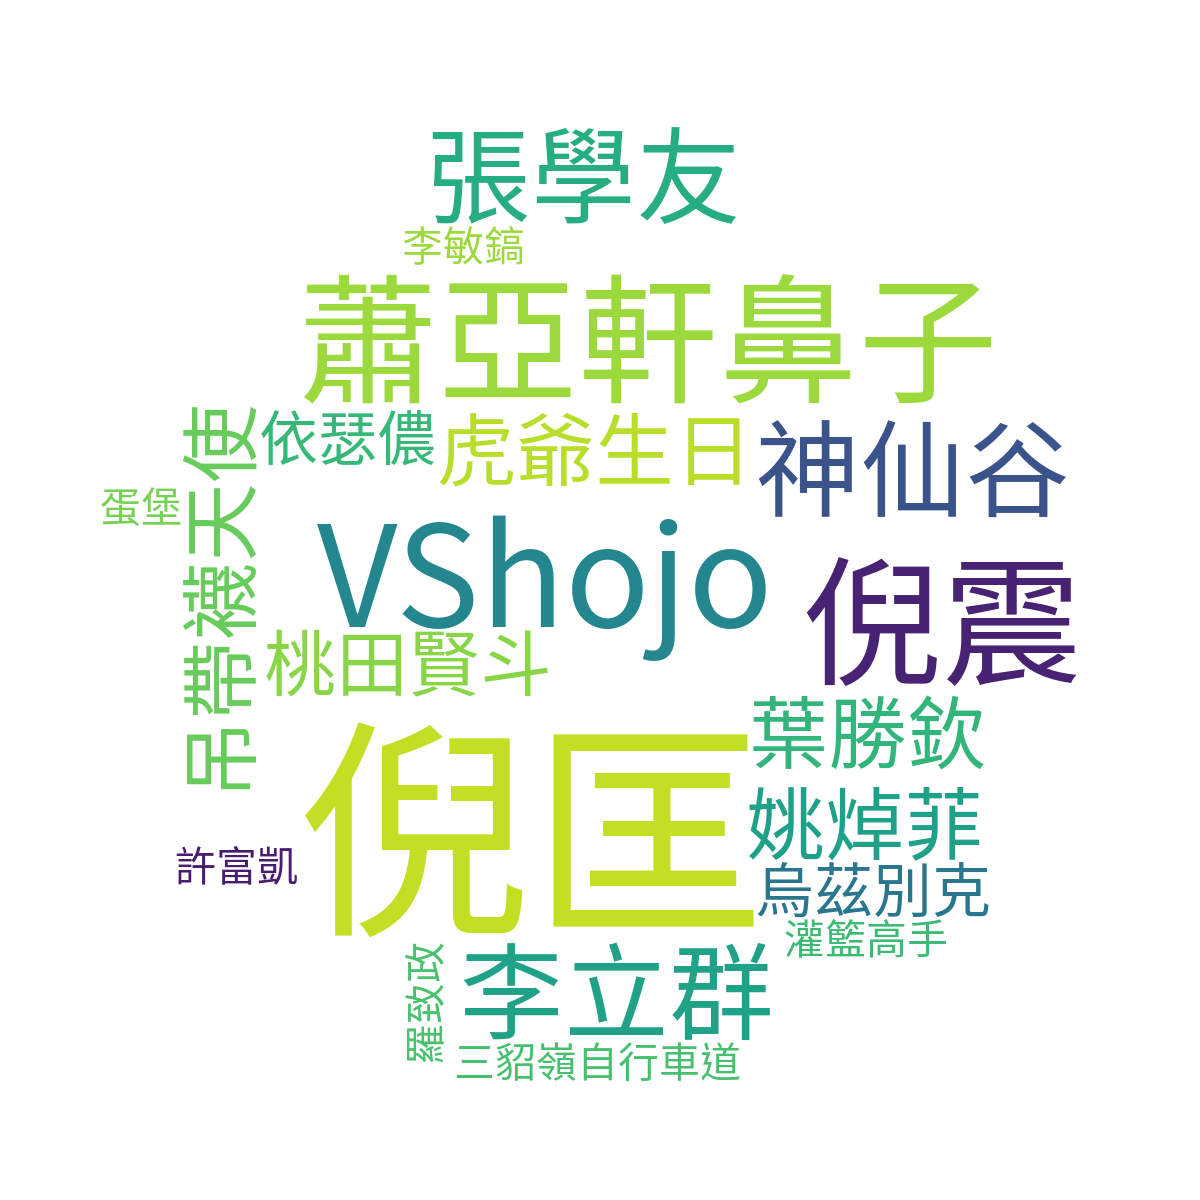 張學友
李敏鎬
蕭亞軒鼻子
依瑟儂
虎爺生日
神仙谷
蛋堡
吊帶襪天使
VShojo
倪震
桃田賢斗
倪匡
葉勝欽
姚焯菲
許富凱
烏茲別克
灌籃高手
李立群
羅致政
三貂嶺自行車道